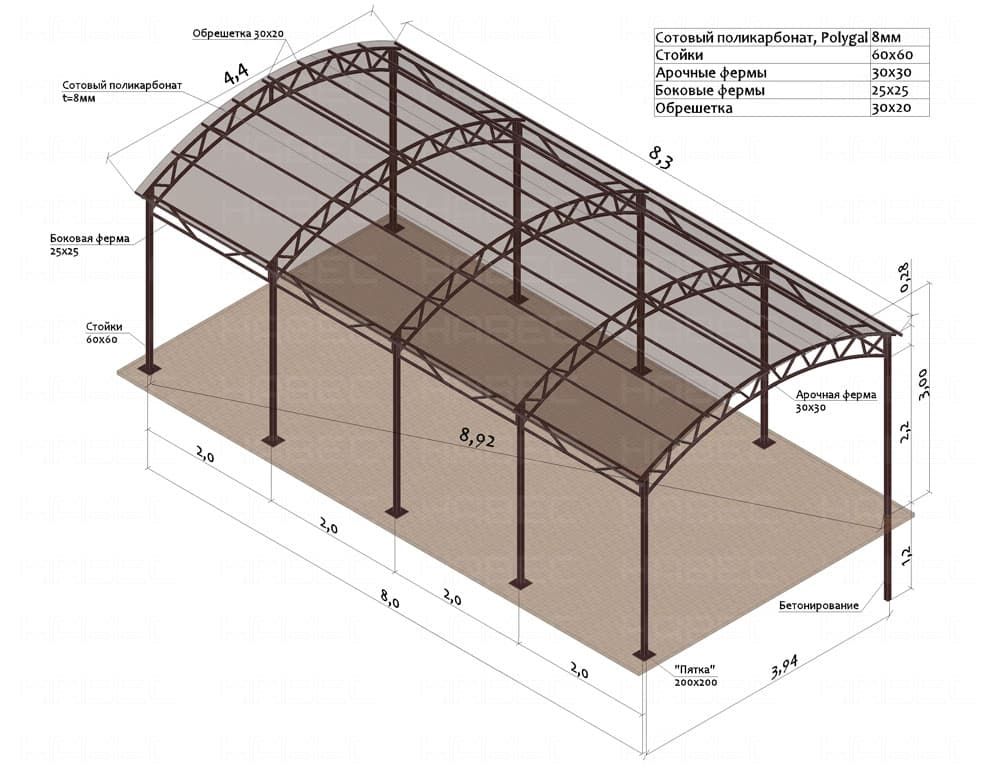 Обрешетка 30х20
4,4
Сотовый поликарбонат
t=8мм
Сотовый поликарбонат, Polygal 8мм
Стойки 60х60
Арочные фермы 30х30
Боковые фермы 25х25
Обрешетка 30х20
8,3
Боковая ферма
25х25
0,28
Стойки
60х60
3,00
Арочная ферма
30х30
2,2
8,92
2,0
2,0
8,0
2,0
2,0
1,2
Бетонирование
"Пятка"
200х200
3,94
НАВЕС